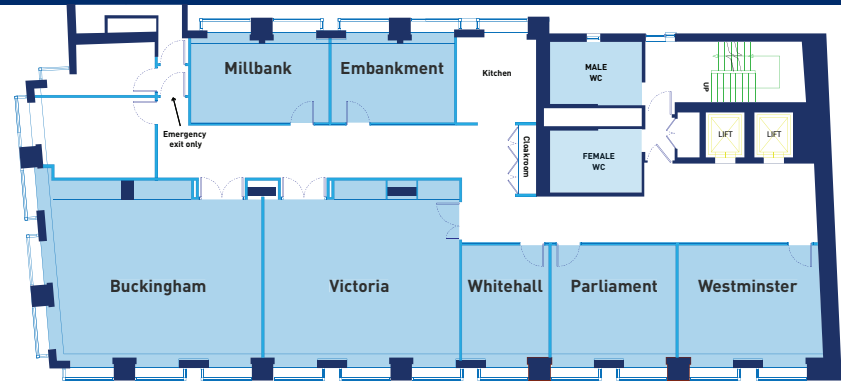 Millbank
Embankment
Kitchen
MALE
WC
UP
Emergency
exit only
Cloakroom
LIFT
LIFT
FEMALE
WC
Buckingham
Victoria
Whitehall
Parliament
Westminster